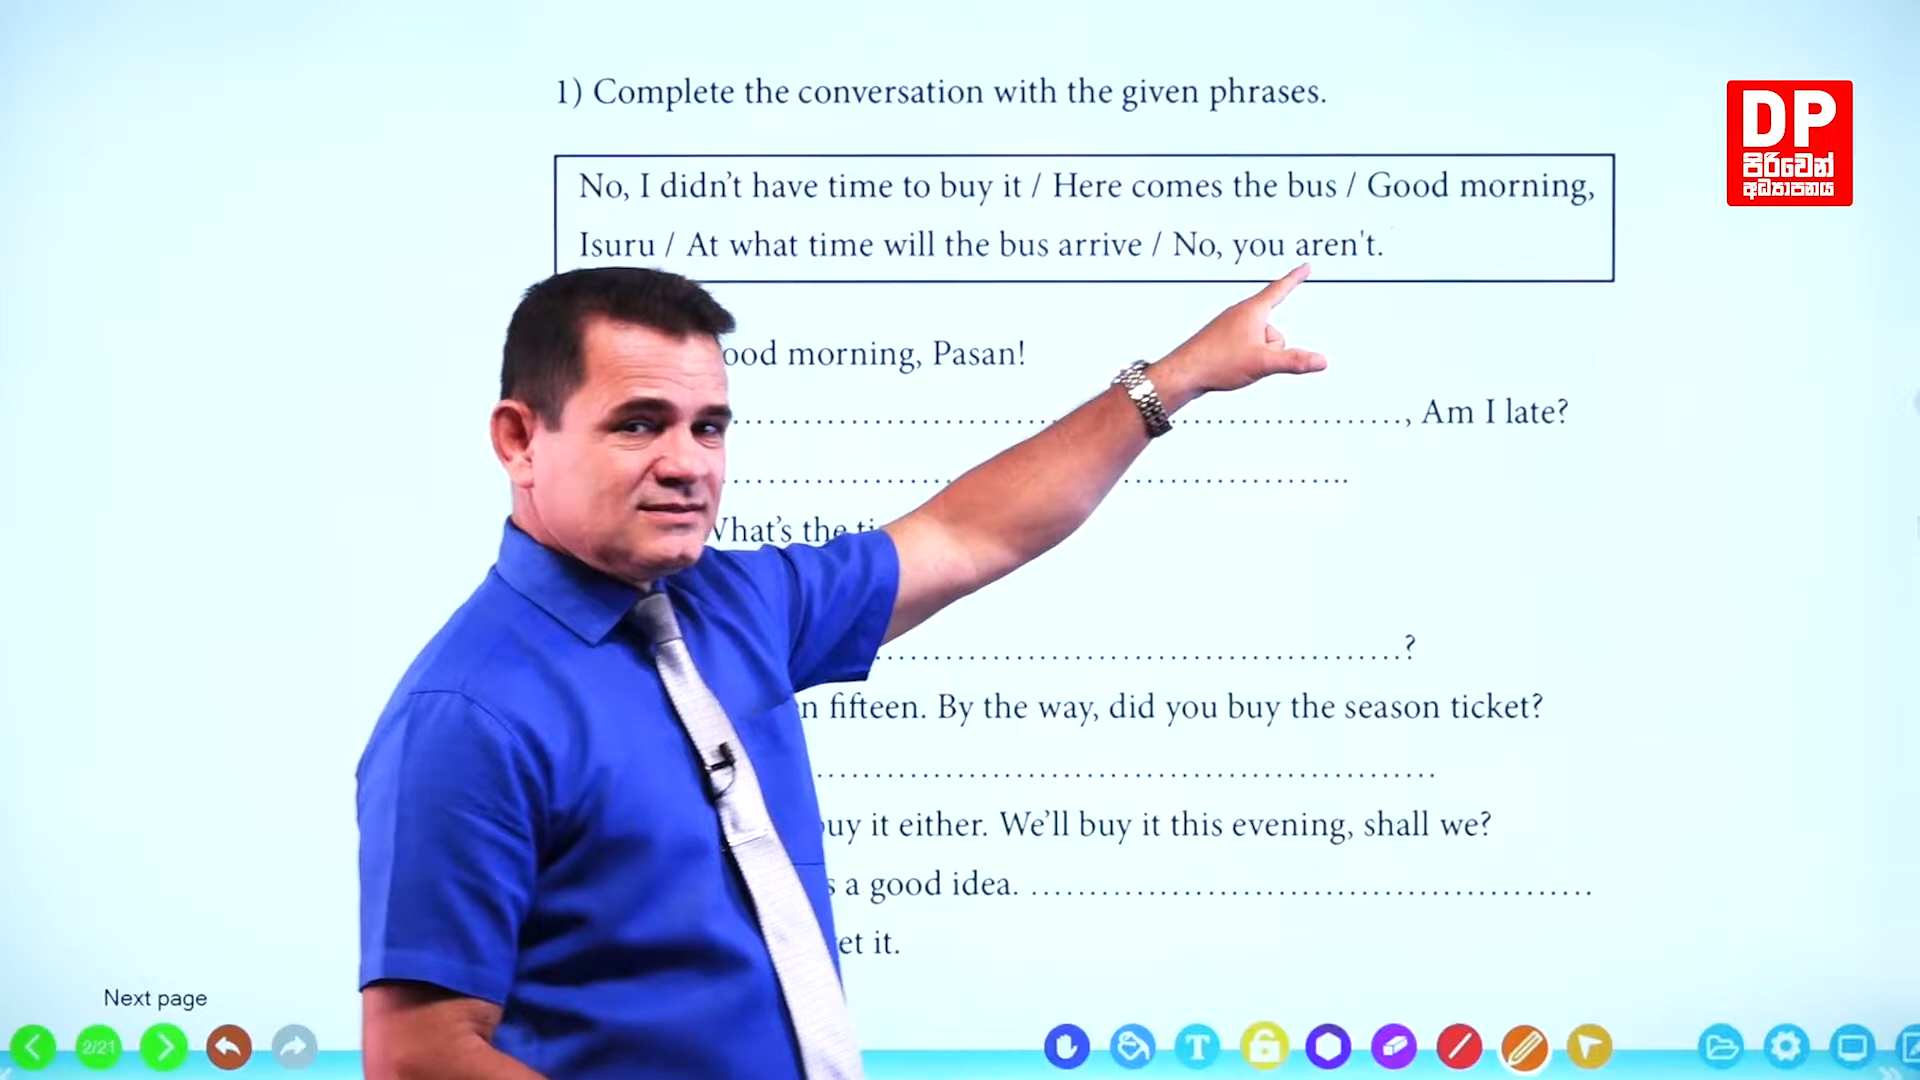 1) Complete the conversation with the given phrases.
DP
පිරිවෙන්
අධ්‍යාපනය
No, I didn't have time to buy it / Here comes the bus / Good morning,
Isuru / At what time will the bus arrive / No, you aren't.
ood morning, Pasan!
........................................, Am I late?
........................................
What's the
........................................?
n fifteen. By the way, did you buy the season ticket?
........................................
buy it either. We'll buy it this evening, shall we?
s a good idea. ........................................
et it.
Next page
2/21
T